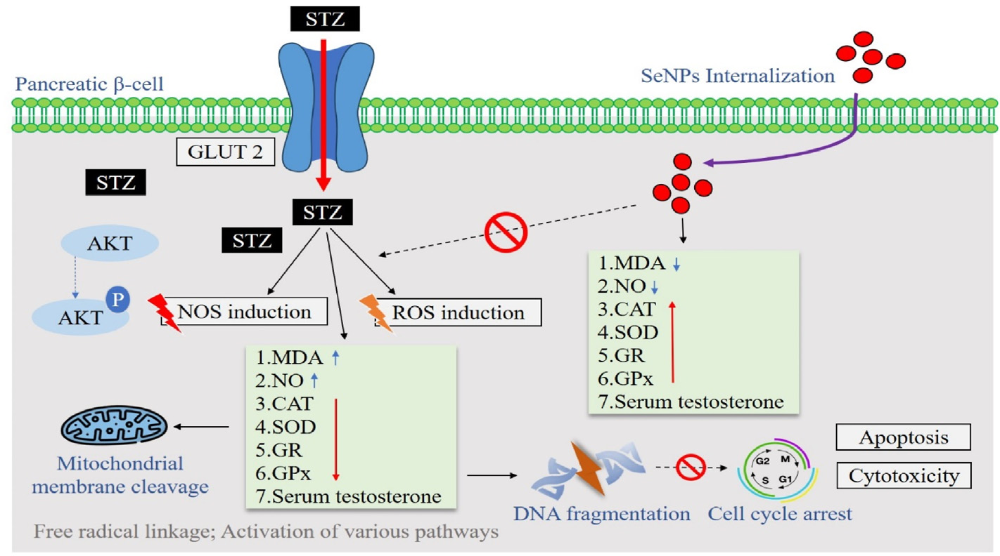 STZ
Pancreatic β-cell
SeNPs Internalization
GLUT 2
STZ
STZ
STZ
AKT
P
AKT
NOS induction
ROS induction
1.MDA
2.NO
3.CAT
4.SOD
5.GR
6.GPx
7.Serum testosterone
1.MDA
2.NO
3.CAT
4.SOD
5.GR
6.GPx
7.Serum testosterone
Mitochondrial
membrane cleavage
DNA fragmentation
G2
M
S
G1
Cell cycle arrest
Apoptosis
Cytotoxicity
Free radical linkage; Activation of various pathways